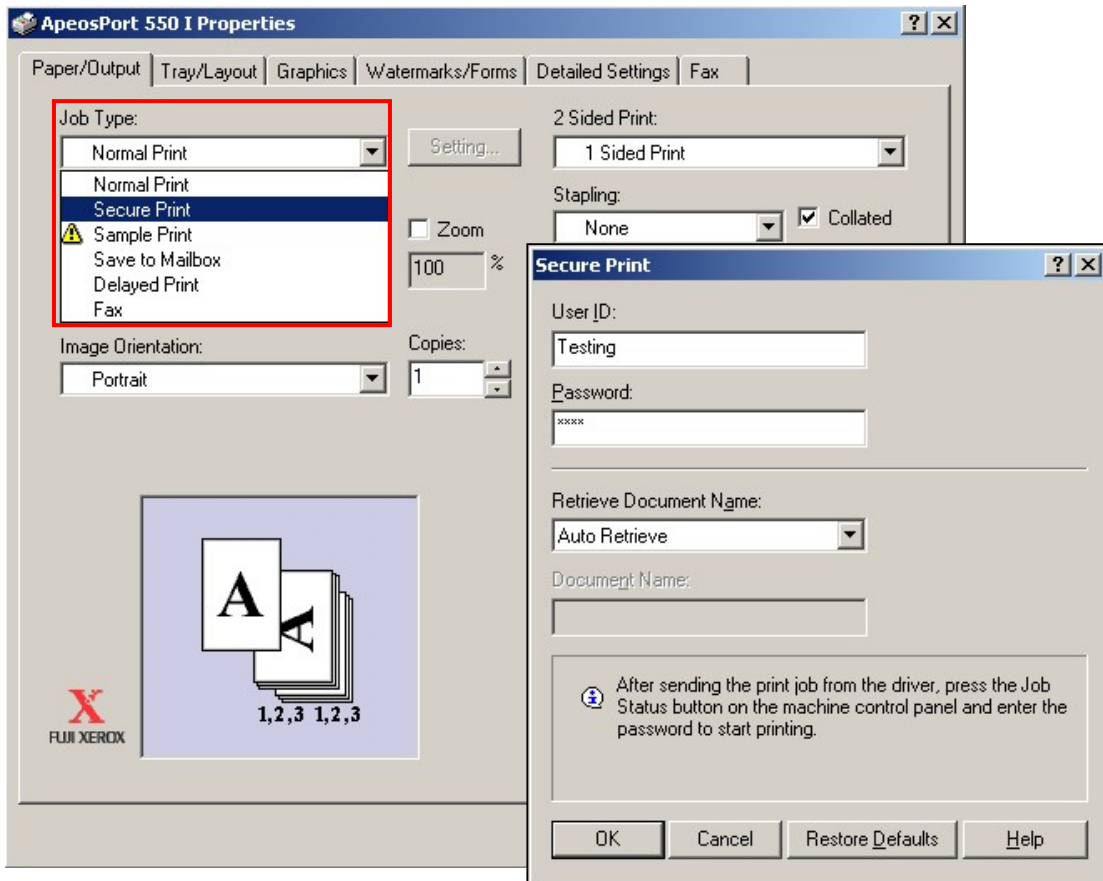 ApeosPort 550 I Properties
Paper/Output Tray/Layout Graphics Watermarks/Forms Detailed Settings Fax
Job Type:
Normal Print
Setting...
Normal Print
Secure Print
Sample Print
Save to Mailbox
Delayed Print
Fax
2 Sided Print:
1 Sided Print
Stapling:
None
Collated
Zoom
100 %
Image Orientation:
Portrait
Copies:
1
A
A
1,2,3 1,2,3
X
FUJI XEROX
Secure Print
User ID:
Testing
Password:
××××
Retrieve Document Name:
Auto Retrieve
Document Name:
After sending the print job from the driver, press the Job
Status button on the machine control panel and enter the
password to start printing.
OK Cancel Restore Defaults Help